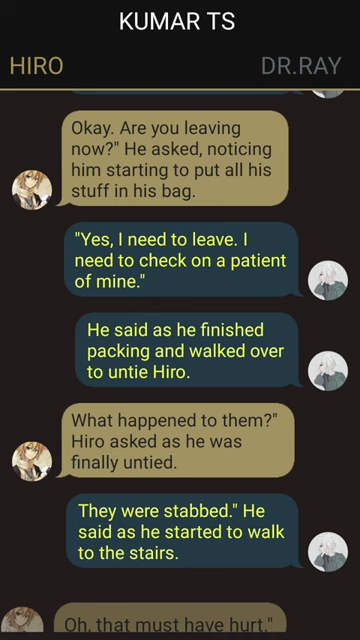 KUMAR TS
HIRO
DR.RAY
Okay. Are you leaving
now?" He asked, noticing
him starting to put all his
stuff in his bag.
"Yes, I need to leave. I
need to check on a patient
of mine."
He said as he finished
packing and walked over
to untie Hiro.
What happened to them?"
Hiro asked as he was
finally untied.
They were stabbed." He
said as he started to walk
to the stairs.
Oh, that must have hurt."